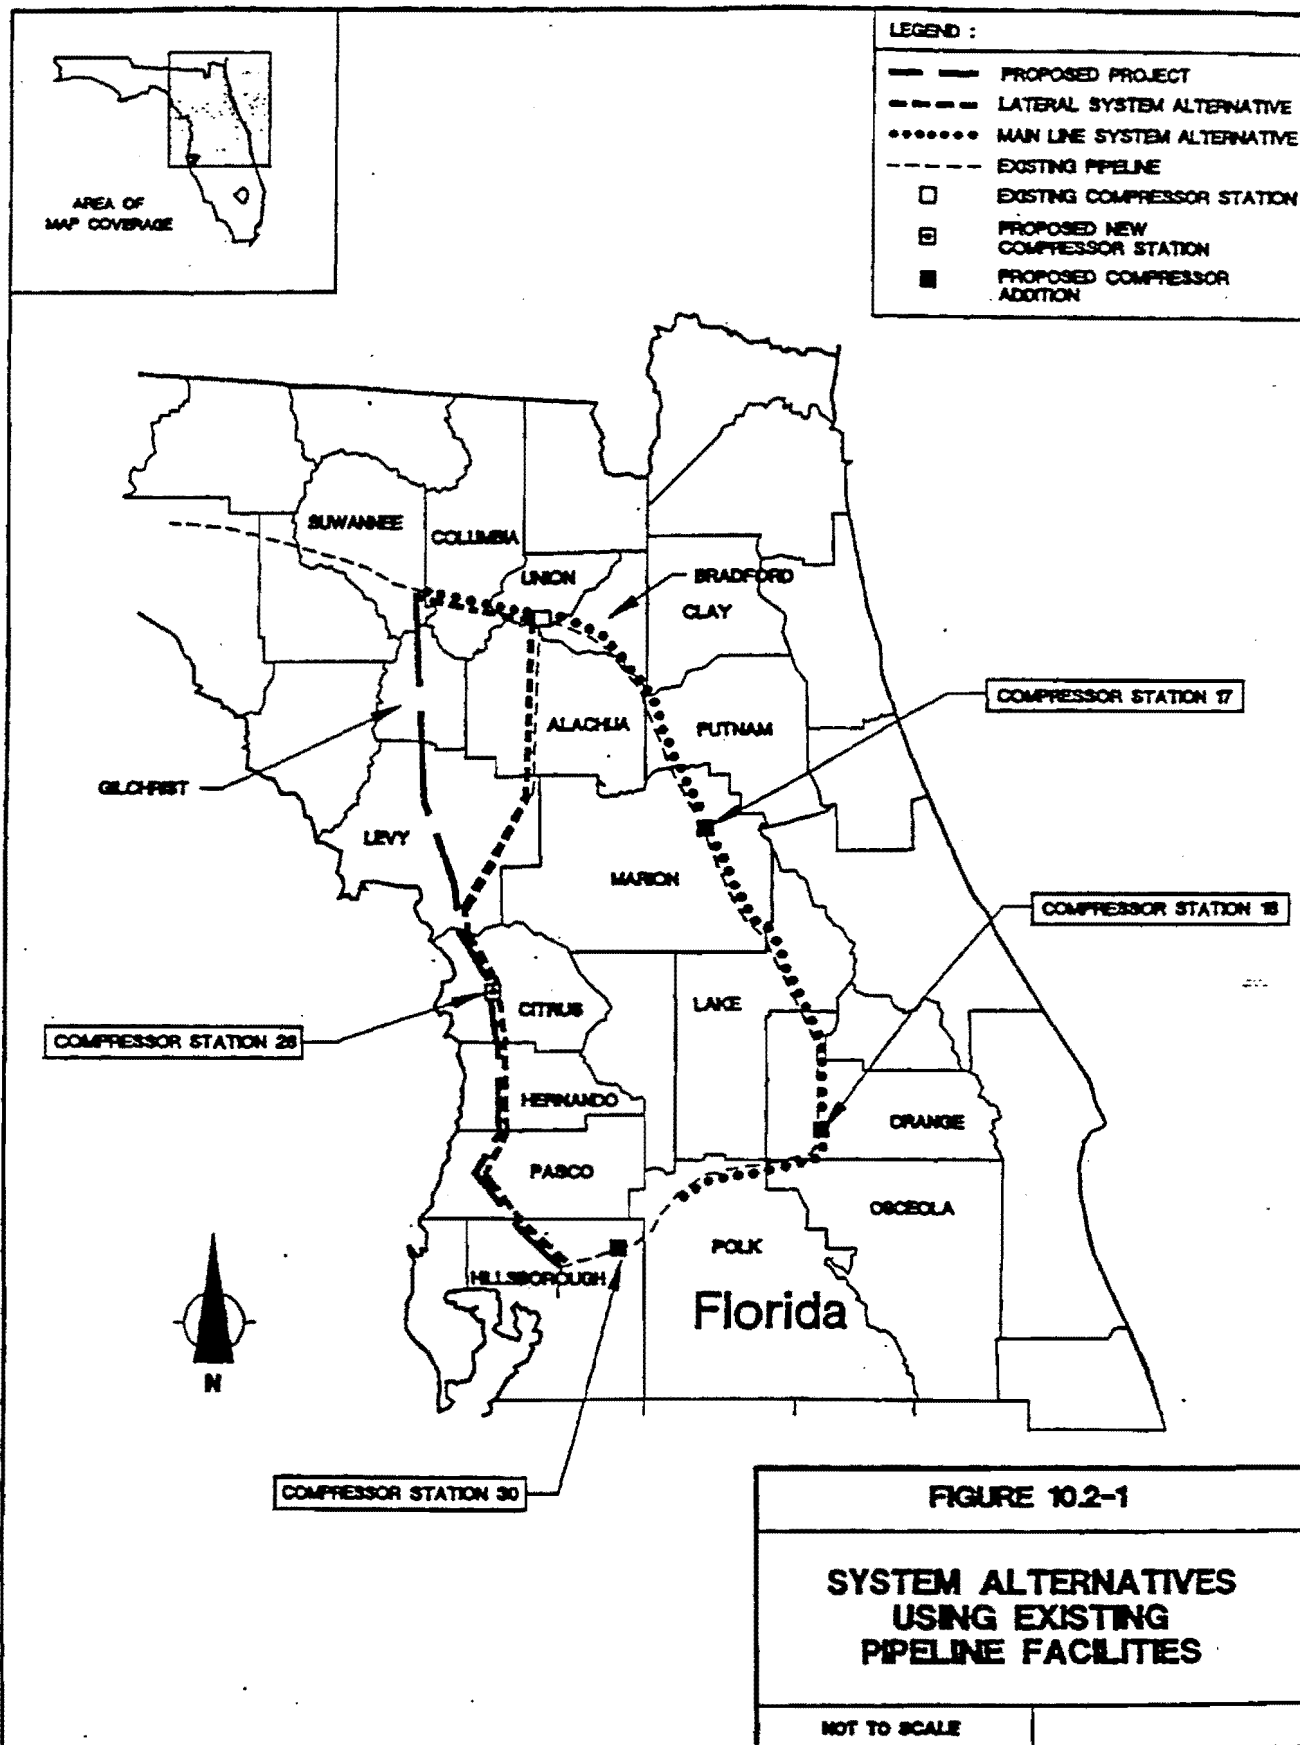 LEGEND :
PROPOSED PROJECT
LATERAL SYSTEM ALTERNATIVE
MAIN LINE SYSTEM ALTERNATIVE
EXISTING PIPELINE
EXISTING COMPRESSOR STATION
PROPOSED NEW
COMPRESSOR STATION
PROPOSED COMPRESSOR
ADDITION
AREA OF
MAP COVERAGE
SUWANNEE
COLUMBIA
UNION
BRADFORD
CLAY
COMPRESSOR STATION 17
ALACHUA
PUTNAM
GILCHRIST
LEVY
MARION
COMPRESSOR STATION
CITRUS
LAKE
COMPRESSOR STATION
HERNANDO
ORANGE
PASCO
OSCEOLA
POLK
HILLSBOROUGH
Florida
N
COMPRESSOR STATION 30
FIGURE 10.2-1
SYSTEM ALTERNATIVES
USING EXISTING
PIPELINE FACILITIES
NOT TO SCALE